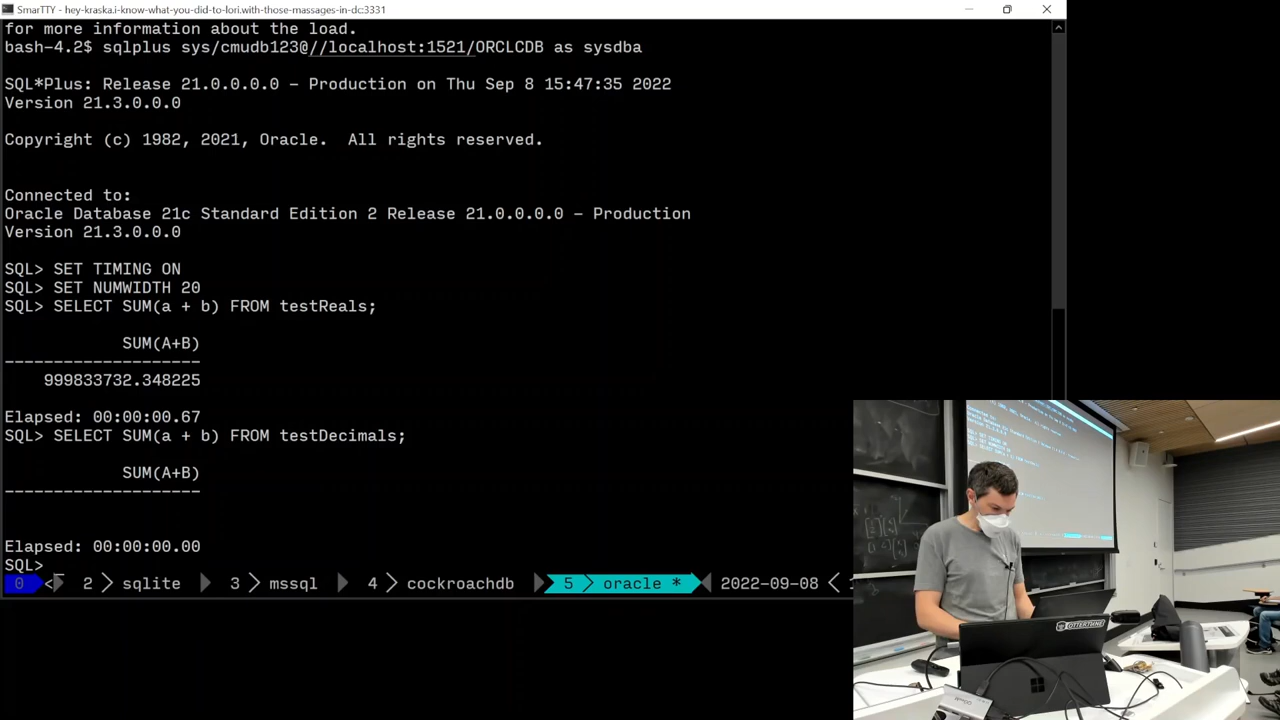 SmarTTY - hey-kraska.i-know-what-you-did-to-lori.with-those-massages-in-dc:3331
for more information about the load.
bash-4.2$ sqlplus sys/cmudb123@//localhost:1521/ORCLCDB as sysdba
SQL*Plus: Release 21.0.0.0.0 - Production on Thu Sep 8 15:47:35 2022
Version 21.3.0.0.0
Copyright (c) 1982, 2021, Oracle.  All rights reserved.
Connected to:
Oracle Database 21c Standard Edition 2 Release 21.0.0.0.0 - Production
Version 21.3.0.0.0
SQL> SET TIMING ON
SQL> SET NUMWIDTH 20
SQL> SELECT SUM(a + b) FROM testReals;
SUM(A+B)
--------------------
999833732.348225
Elapsed: 00:00:00.67
SQL> SELECT SUM(a + b) FROM testDecimals;
SUM(A+B)
--------------------
Elapsed: 00:00:00.00
SQL>
0 < 2 > sqlite 3 > mssql 4 > cockroachdb 5 > oracle * 2022-09-08 <
OTTERTUNE